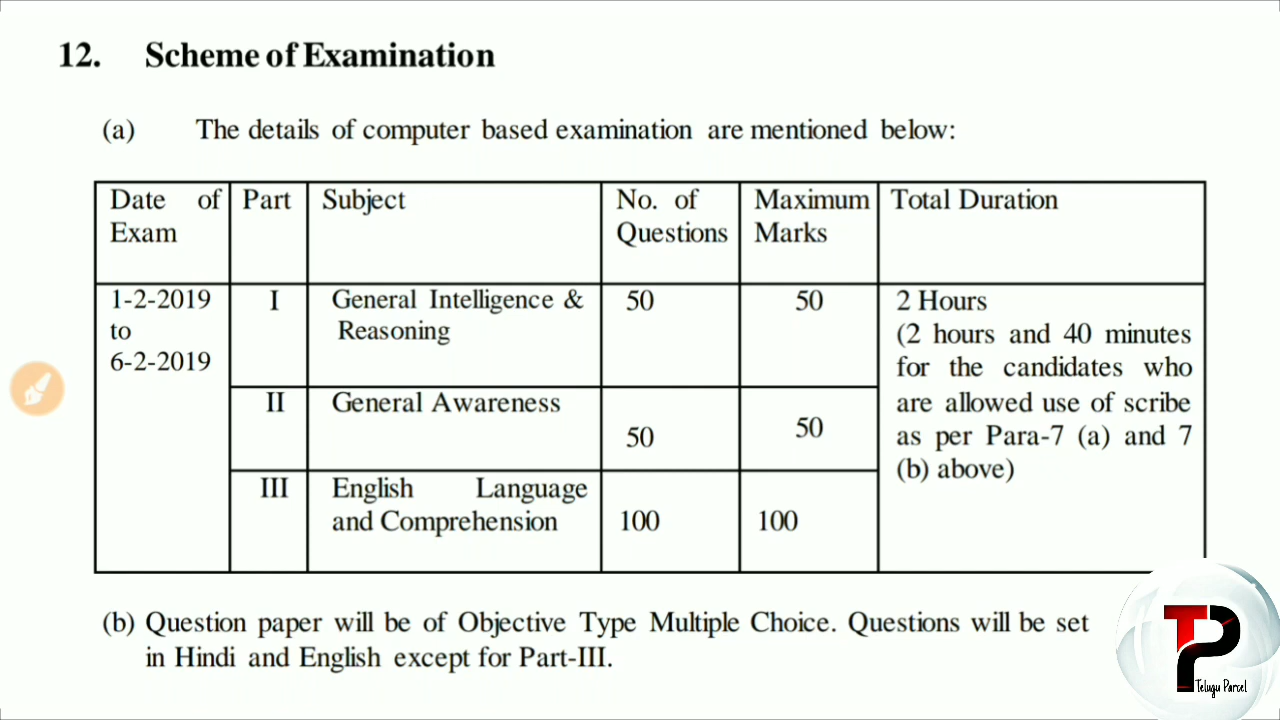 12. Scheme of Examination
(a) The details of computer based examination are mentioned below:
Date of Exam | Part | Subject | No. of Questions | Maximum Marks | Total Duration
1-2-2019 to 6-2-2019 | I | General Intelligence & Reasoning | 50 | 50 | 2 Hours (2 hours and 40 minutes for the candidates who are allowed use of scribe as per Para-7 (a) and 7 (b) above)
II | General Awareness | 50 | 50
III | English Language and Comprehension | 100 | 100
(b) Question paper will be of Objective Type Multiple Choice. Questions will be set
in Hindi and English except for Part-III.
TP
Telugu Parcel